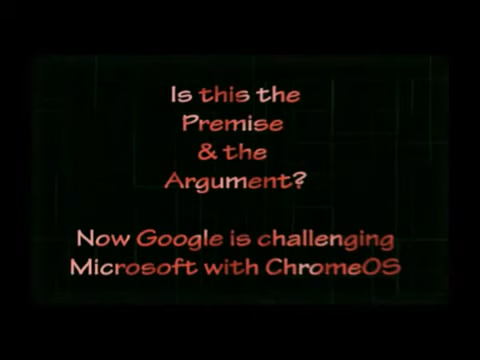 Is this the
Premise
& the
Argument?
Now Google is challenging
Microsoft with ChromeOS